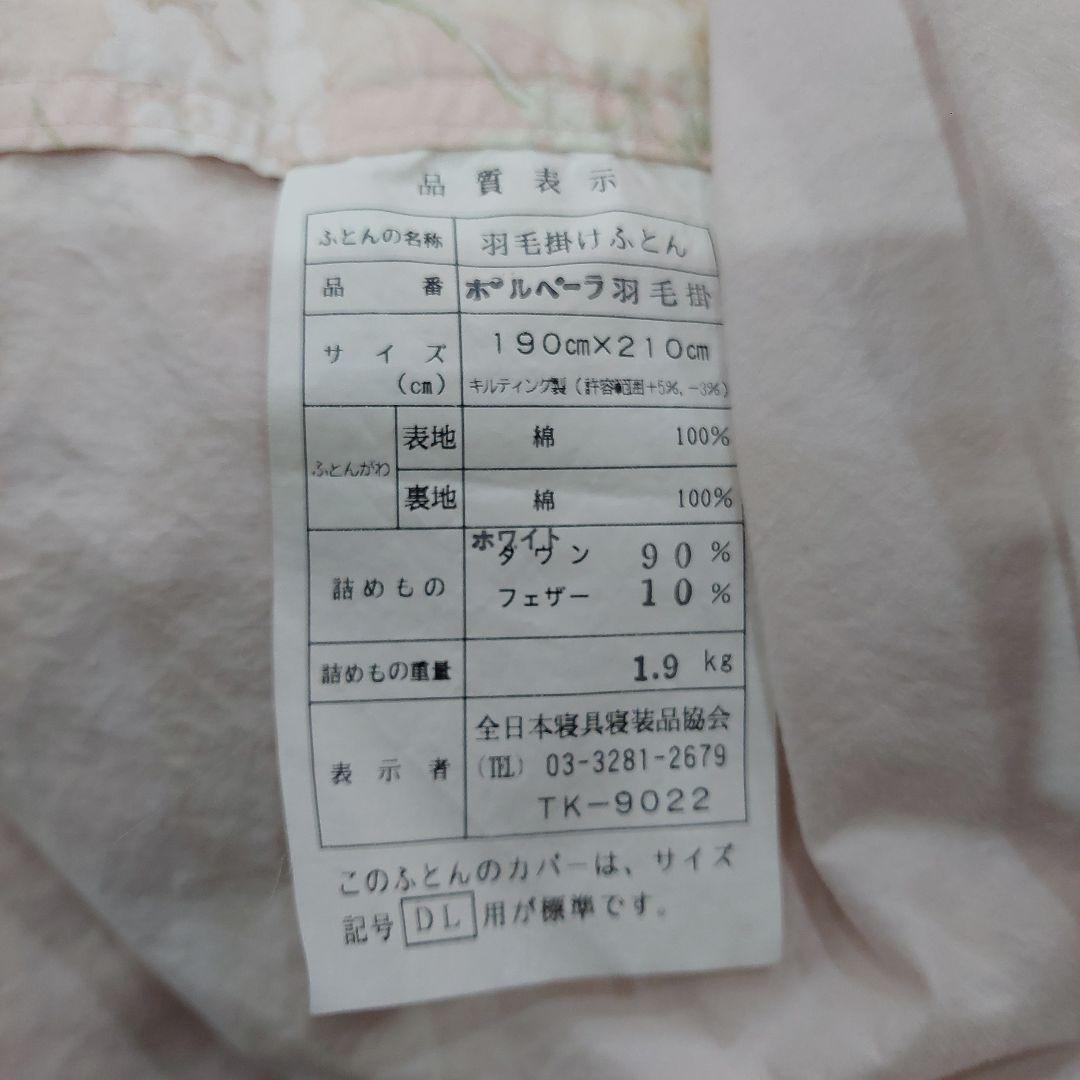 品質表示
ふとんの名称 羽毛掛けふとん
品番 ポルペーラ羽毛掛
サイズ 190cm×210cm
(cm) キルティング製(許容範囲+5%, -3%)
ふとんがわ 表地 綿 100%
裏地 綿 100%
ホワイト
ダウン 90%
詰めもの フェザー 10%
詰めもの重量 1.9 kg
全日本寝具寝装品協会
表示者 (TEL) 03-3281-2679
TK-9022
このふとんのカバーは、サイズ
記号 DL 用が標準です。